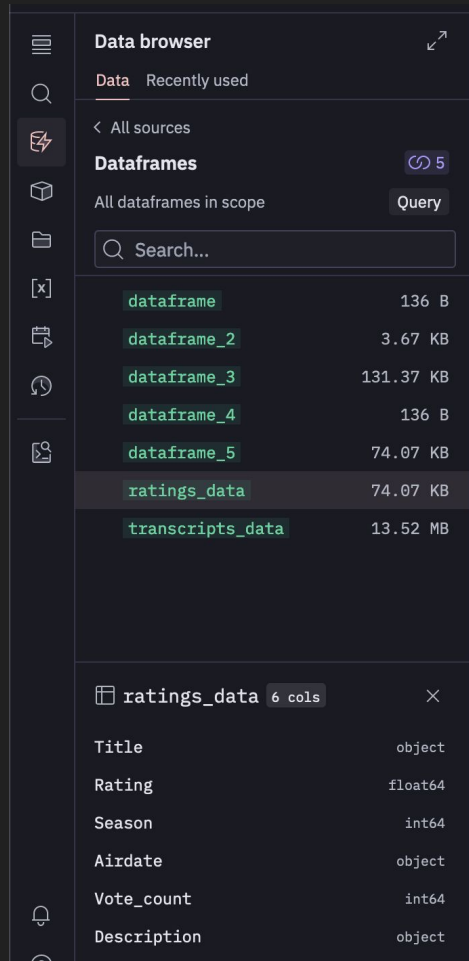 Data browser
Data Recently used
All sources
Dataframes 5
All dataframes in scope Query
Search...
dataframe 136 B
dataframe_2 3.67 KB
dataframe_3 131.37 KB
dataframe_4 136 B
dataframe_5 74.07 KB
ratings_data 74.07 KB
transcripts_data 13.52 MB
ratings_data 6 cols
Title object
Rating float64
Season int64
Airdate object
Vote_count int64
Description object